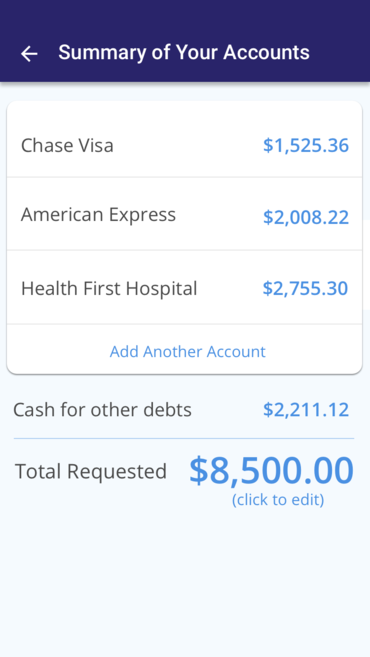 Summary of Your Accounts
Chase Visa $1,525.36
American Express $2,008.22
Health First Hospital $2,755.30
Add Another Account
Cash for other debts $2,211.12
Total Requested $8,500.00
(click to edit)